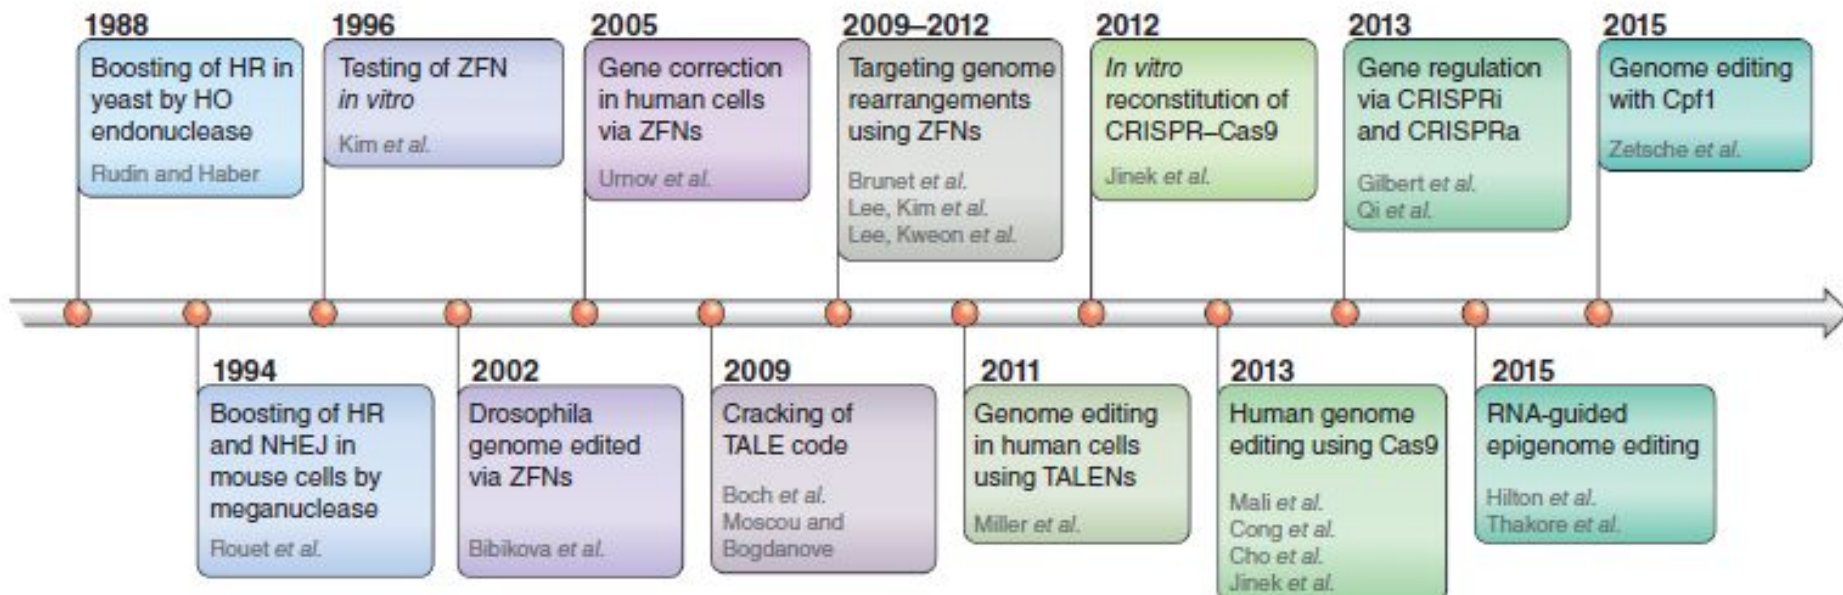 1988
Boosting of HR in
yeast by HO
endonuclease
Rudin and Haber
1996
Testing of ZFN
in vitro
Kim et al.
2005
Gene correction
in human cells
via ZFNs
Urnov et al.
2009–2012
Targeting genome
rearrangements
using ZFNs
Brunet et al.
Lee, Kim et al.
Lee, Kweon et al.
2012
In vitro
reconstitution of
CRISPR–Cas9
Jinek et al.
2013
Gene regulation
via CRISPRi
and CRISPRa
Gilbert et al.
Qi et al.
2015
Genome editing
with Cpf1
Zetsche et al.
1994
Boosting of HR
and NHEJ in
mouse cells by
meganuclease
Rouet et al.
2002
Drosophila
genome edited
via ZFNs
Bibikova et al.
2009
Cracking of
TALE code
Boch et al.
Moscou and
Bogdanove
2011
Genome editing
in human cells
using TALENs
Miller et al.
2013
Human genome
editing using Cas9
Mali et al.
Cong et al.
Cho et al.
Jinek et al.
2015
RNA-guided
epigenome editing
Hilton et al.
Thakore et al.